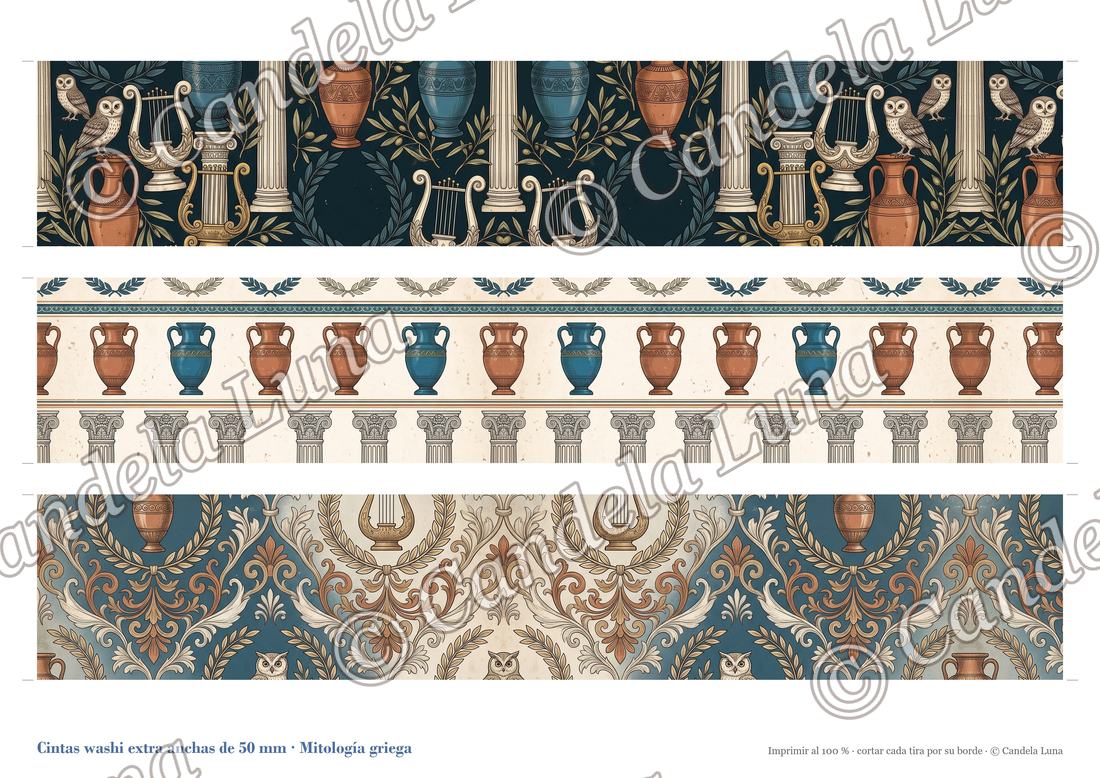 © Candela Luna
© Candela Luna
© Candela Luna
© Candela Luna
© Candela Luna
Cintas washi extra anchas de 50 mm · Mitología griega
Imprimir al 100 % · cortar cada tira por su borde · © Candela Luna